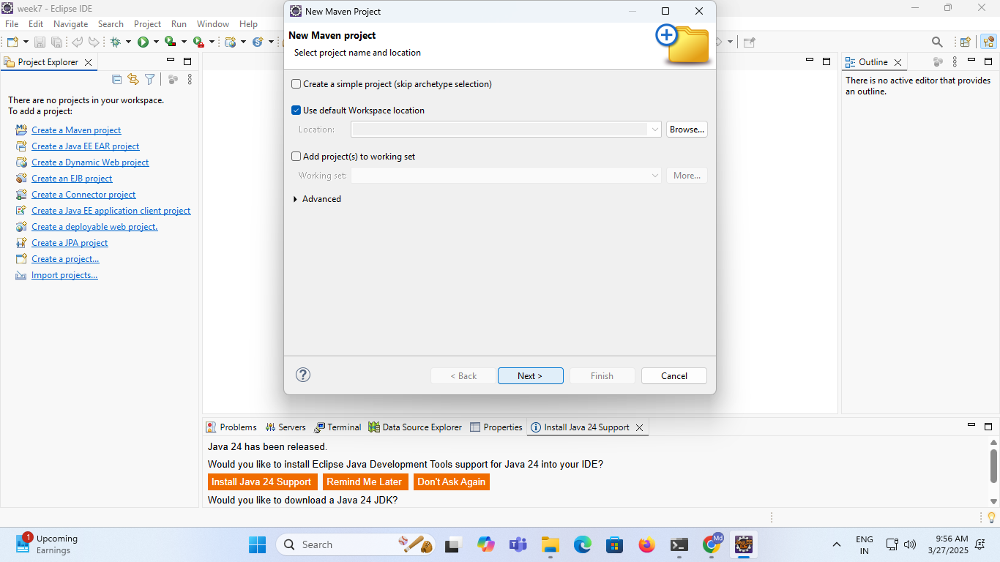 week7 - Eclipse IDE
File Edit Navigate Search Project Run Window Help
Project Explorer
There are no projects in your workspace.
To add a project:
Create a Maven project
Create a Java EE EAR project
Create a Dynamic Web project
Create an EJB project
Create a Connector project
Create a Java EE application client project
Create a deployable web project.
Create a JPA project
Create a project...
Import projects...
New Maven Project
New Maven project
Select project name and location
Create a simple project (skip archetype selection)
Use default Workspace location
Location:
Browse...
Add project(s) to working set
Working set:
More...
Advanced
< Back
Next >
Finish
Cancel
Outline
There is no active editor that provides
an outline.
Problems Servers Terminal Data Source Explorer Properties Install Java 24 Support
Java 24 has been released.
Would you like to install Eclipse Java Development Tools support for Java 24 into your IDE?
Install Java 24 Support Remind Me Later Don't Ask Again
Would you like to download a Java 24 JDK?
1
Upcoming
Earnings
Search
Md
Java EE
IDE
ENG
IN
9:56 AM
3/27/2025